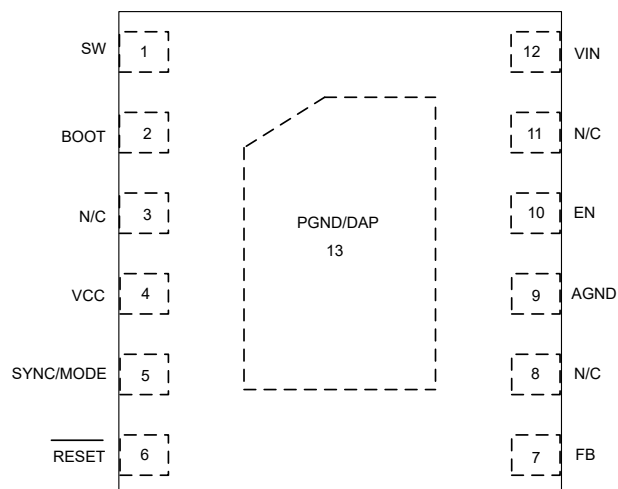 SW 1 12 VIN
BOOT 2 11 N/C
N/C 3 10 EN
PGND/DAP
13
VCC 4 9 AGND
SYNC/MODE 5 8 N/C
RESET 6 7 FB